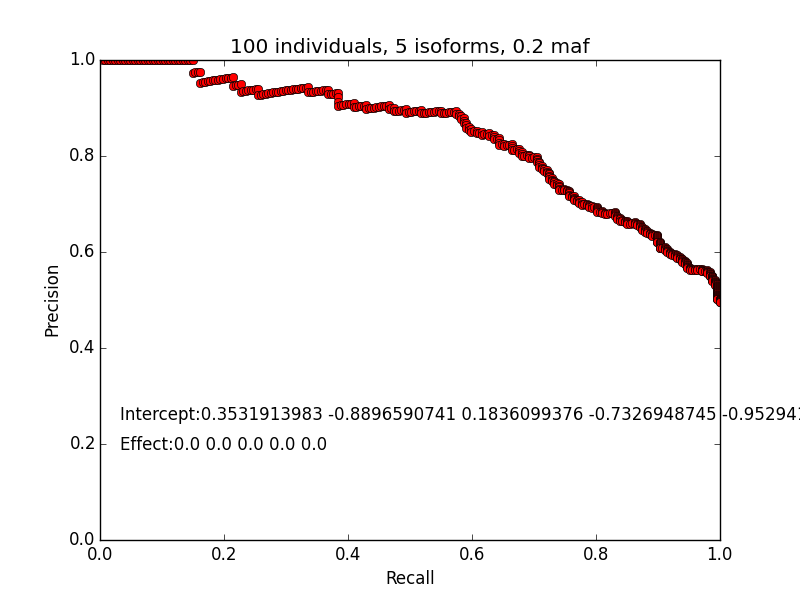 100 individuals, 5 isoforms, 0.2 maf
1.0
0.8
0.6
0.4
0.2
0.0
Precision
Intercept:0.3531913983 -0.8896590741 0.1836099376 -0.7326948745 -0.952941
Effect:0.0 0.0 0.0 0.0 0.0
0.0 0.2 0.4 0.6 0.8 1.0
Recall